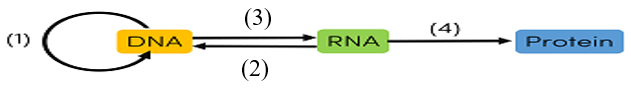 (3)
(4)
(1) DNA RNA Protein
(2)